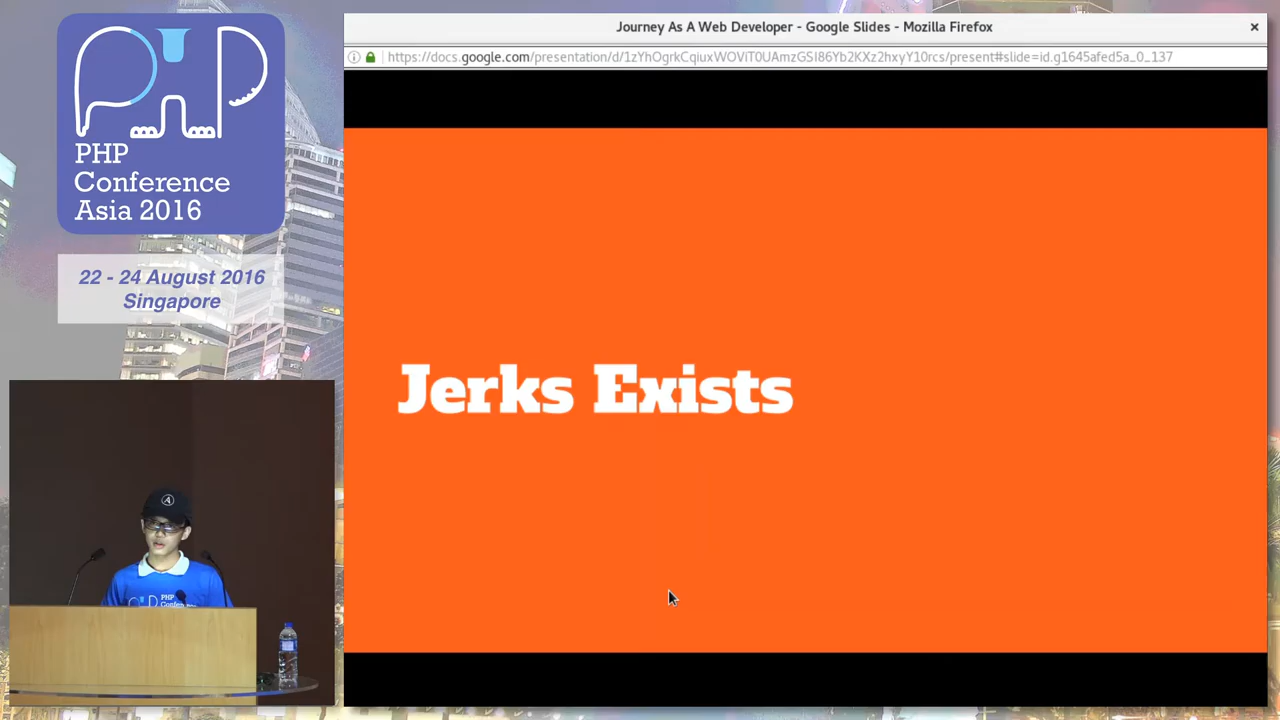 PHP
Conference
Asia 2016
22 - 24 August 2016
Singapore
Journey As A Web Developer - Google Slides - Mozilla Firefox
https://docs.google.com/presentation/d/1zYhOgrkCqiuxWOViT0UAmzGSI86Yb2KXz2hxyY10rcs/present#slide=id.g1645afed5a_0_137
Jerks Exists
A
PHP